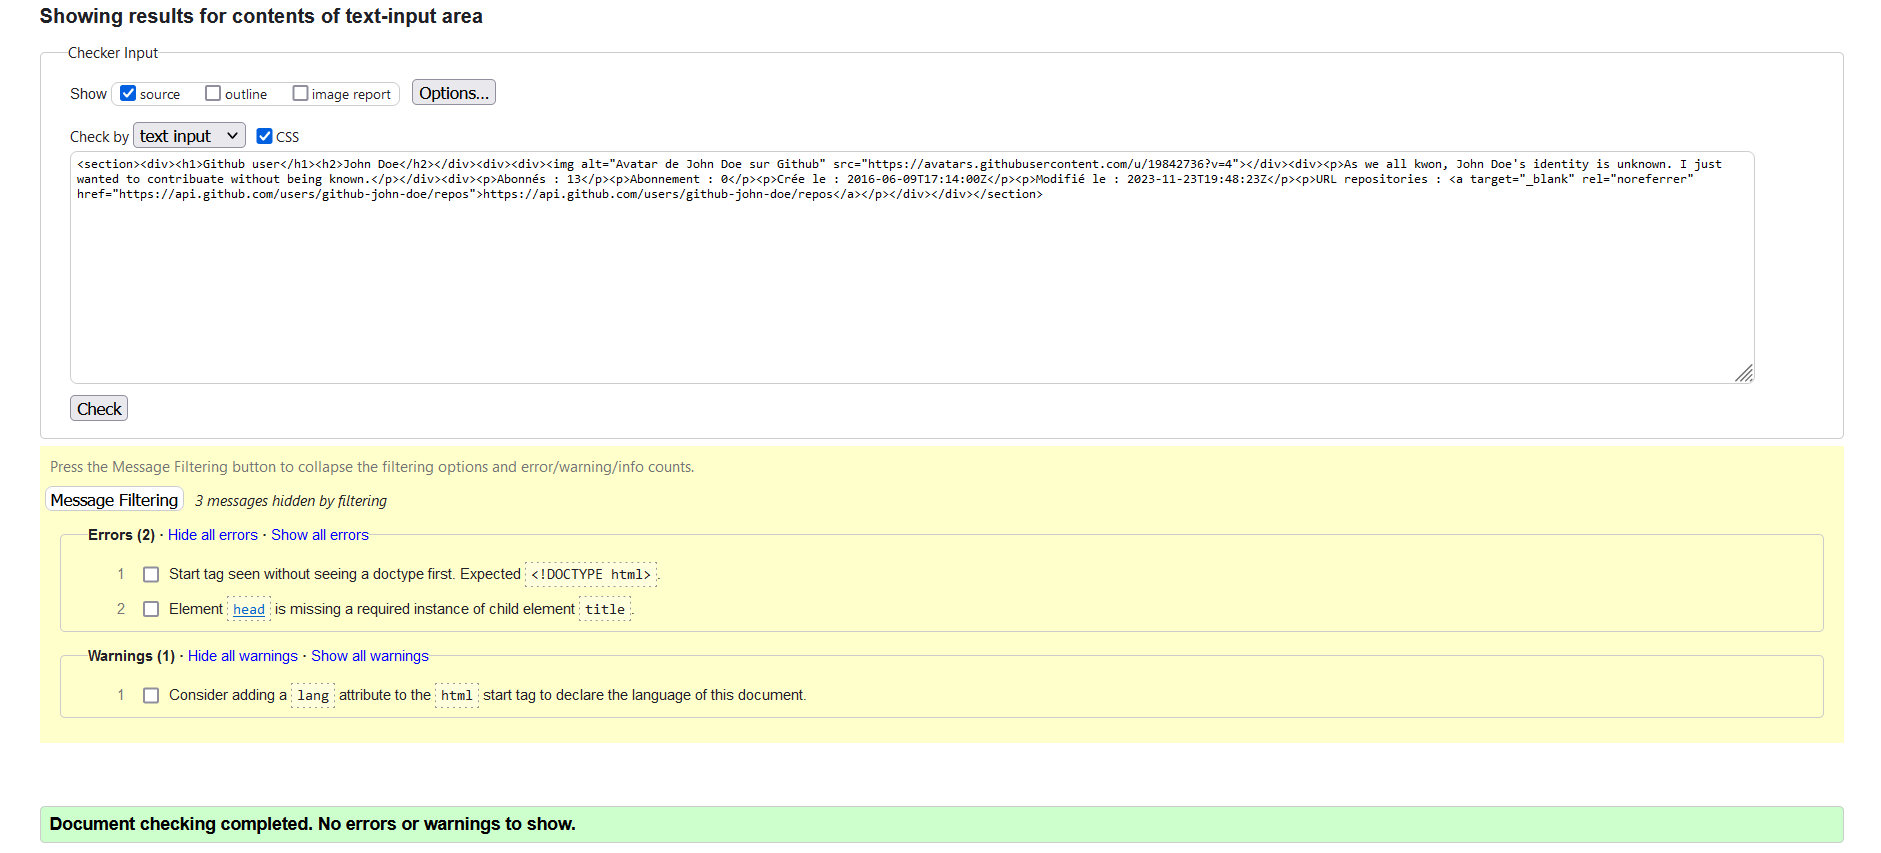 Showing results for contents of text-input area
Checker Input
Show source outline image report Options...
Check by text input CSS
<section><div><h1>Github user</h1><h2>John Doe</h2></div><div><div><img alt="Avatar de John Doe sur Github" src="https://avatars.githubusercontent.com/u/19842736?v=4"></div><div><p>As we all kwon, John Doe's identity is unknown. I just
wanted to contribuate without being known.</p></div><div><p>Abonnés : 13</p><p>Abonnement : 0</p><p>Crée le : 2016-06-09T17:14:00Z</p><p>Modifié le : 2023-11-23T19:48:23Z</p><p>URL repositories : <a target="_blank" rel="noreferrer"
href="https://api.github.com/users/github-john-doe/repos">https://api.github.com/users/github-john-doe/repos</a></p></div></div></section>
Check
Press the Message Filtering button to collapse the filtering options and error/warning/info counts.
Message Filtering 3 messages hidden by filtering
Errors (2) · Hide all errors · Show all errors
1 Start tag seen without seeing a doctype first. Expected <!DOCTYPE html>.
2 Element head is missing a required instance of child element title.
Warnings (1) · Hide all warnings · Show all warnings
1 Consider adding a lang attribute to the html start tag to declare the language of this document.
Document checking completed. No errors or warnings to show.